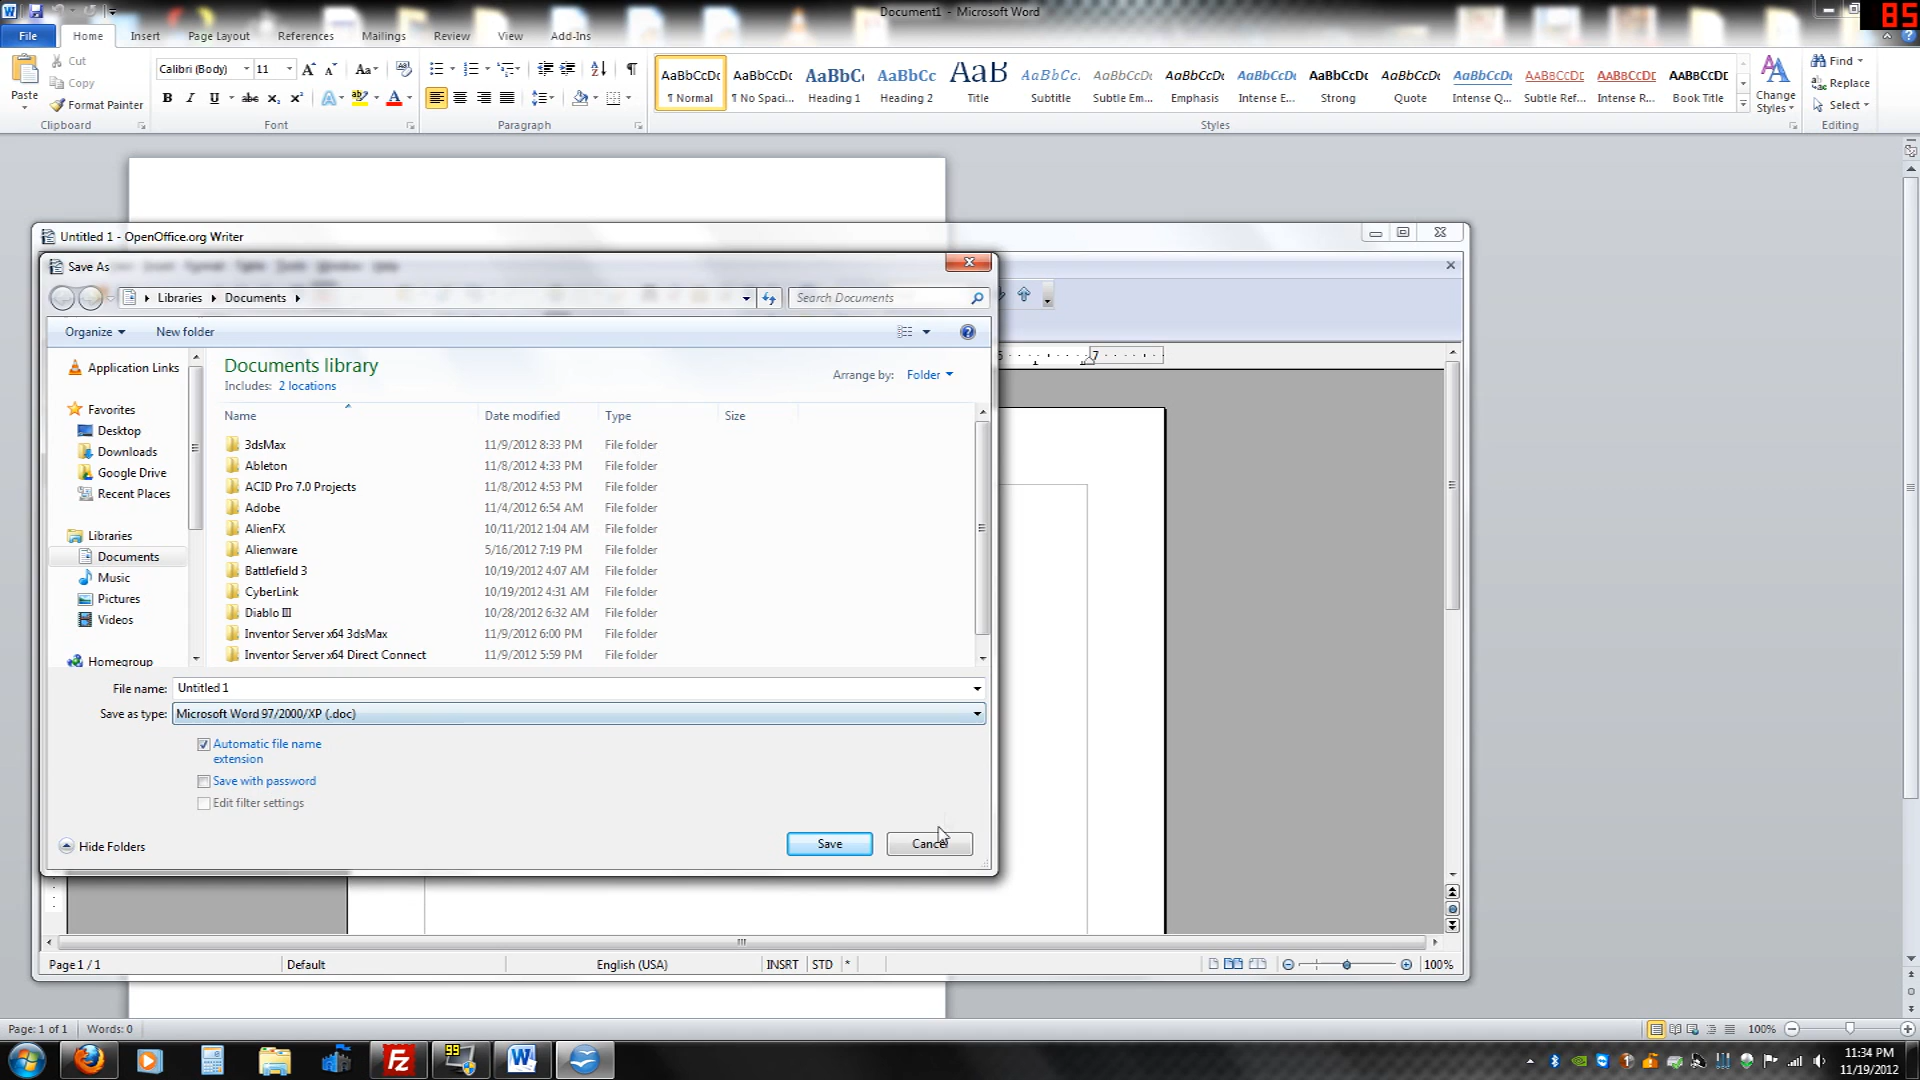 Document1 - Microsoft Word
85
File Home Insert Page Layout References Mailings Review View Add-Ins
Paste
Cut
Copy
Format Painter
Clipboard
Calibri (Body) 11
Font
Paragraph
AaBbCcDc AaBbCcDc AaBbCc AaBbCc AaB AaBbCc. AaBbCcDc AaBbCcDc AaBbCcDc AaBbCcDc AaBbCcDc AaBbCcDc AaBbCcDc AaBbCcDc AaBbCcDc
¶ Normal ¶ No Spaci... Heading 1 Heading 2 Title Subtitle Subtle Em... Emphasis Intense E... Strong Quote Intense Q... Subtle Ref... Intense R... Book Title
Styles
Change Styles
Find
Replace
Select
Editing
Untitled 1 - OpenOffice.org Writer
Save As
Libraries Documents
Search Documents
Organize New folder
Documents library
Includes: 2 locations
Arrange by: Folder
Application Links
Favorites
Desktop
Downloads
Google Drive
Recent Places
Libraries
Documents
Music
Pictures
Videos
Homegroup
Name Date modified Type Size
3dsMax 11/9/2012 8:33 PM File folder
Ableton 11/8/2012 4:33 PM File folder
ACID Pro 7.0 Projects 11/8/2012 4:53 PM File folder
Adobe 11/4/2012 6:54 AM File folder
AlienFX 10/11/2012 1:04 AM File folder
Alienware 5/16/2012 7:19 PM File folder
Battlefield 3 10/19/2012 4:07 AM File folder
CyberLink 10/19/2012 4:31 AM File folder
Diablo III 10/28/2012 6:32 AM File folder
Inventor Server x64 3dsMax 11/9/2012 6:00 PM File folder
Inventor Server x64 Direct Connect 11/9/2012 5:59 PM File folder
7
File name: Untitled 1
Save as type: Microsoft Word 97/2000/XP (.doc)
Automatic file name
extension
Save with password
Edit filter settings
Hide Folders
Save Cancel
Page 1 / 1 Default English (USA) INSRT STD * 100%
Page: 1 of 1 Words: 0 100%
99
11:34 PM
11/19/2012